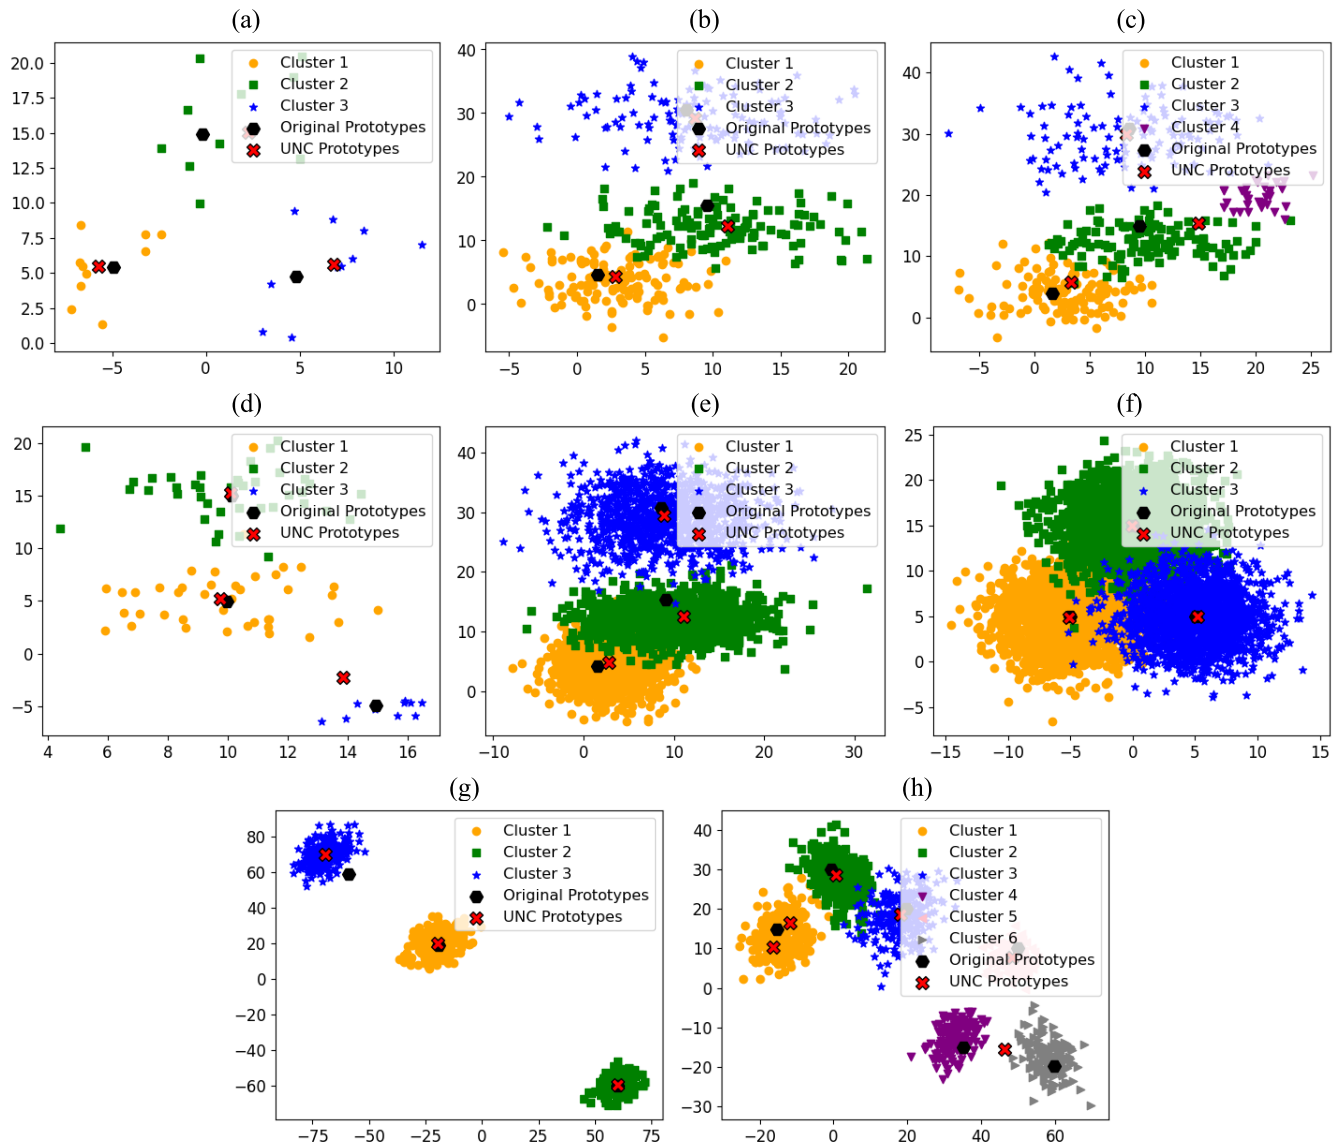 (a) (b) (c)
20.0
17.5
15.0
12.5
10.0
7.5
5.0
2.5
0.0
−5 0 5 10
Cluster 1
Cluster 2
Cluster 3
Original Prototypes
UNC Prototypes
40
30
20
10
0
−5 0 5 10 15 20
Cluster 1
Cluster 2
Cluster 3
Original Prototypes
UNC Prototypes
40
30
20
10
0
−5 0 5 10 15 20 25
Cluster 1
Cluster 2
Cluster 3
Cluster 4
Original Prototypes
UNC Prototypes
(d) (e) (f)
20
15
10
5
0
−5
4 6 8 10 12 14 16
Cluster 1
Cluster 2
Cluster 3
Original Prototypes
UNC Prototypes
40
30
20
10
0
−10 0 10 20 30
Cluster 1
Cluster 2
Cluster 3
Original Prototypes
UNC Prototypes
25
20
15
10
5
0
−5
−15 −10 −5 0 5 10 15
Cluster 1
Cluster 2
Cluster 3
Original Prototypes
UNC Prototypes
(g) (h)
80
60
40
20
0
−20
−40
−60
−75 −50 −25 0 25 50 75
Cluster 1
Cluster 2
Cluster 3
Original Prototypes
UNC Prototypes
40
30
20
10
0
−10
−20
−30
−20 0 20 40 60
Cluster 1
Cluster 2
Cluster 3
Cluster 4
Cluster 5
Cluster 6
Original Prototypes
UNC Prototypes